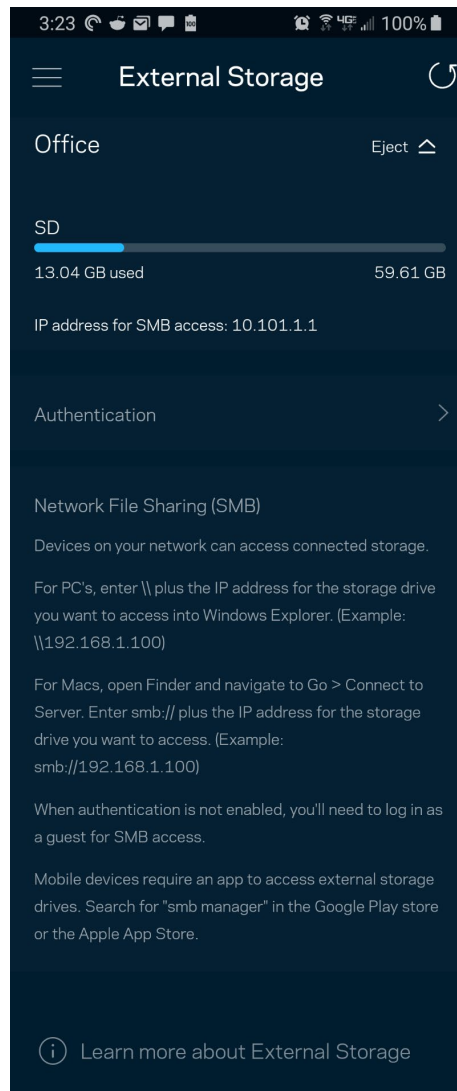 3:23 100 4GE 100%
External Storage
Office Eject
SD
13.04 GB used 59.61 GB
IP address for SMB access: 10.101.1.1
Authentication
Network File Sharing (SMB)
Devices on your network can access connected storage.
For PC's, enter \\ plus the IP address for the storage drive
you want to access into Windows Explorer. (Example:
\\192.168.1.100)
For Macs, open Finder and navigate to Go > Connect to
Server. Enter smb:// plus the IP address for the storage
drive you want to access. (Example:
smb://192.168.1.100)
When authentication is not enabled, you'll need to log in as
a guest for SMB access.
Mobile devices require an app to access external storage
drives. Search for "smb manager" in the Google Play store
or the Apple App Store.
Learn more about External Storage